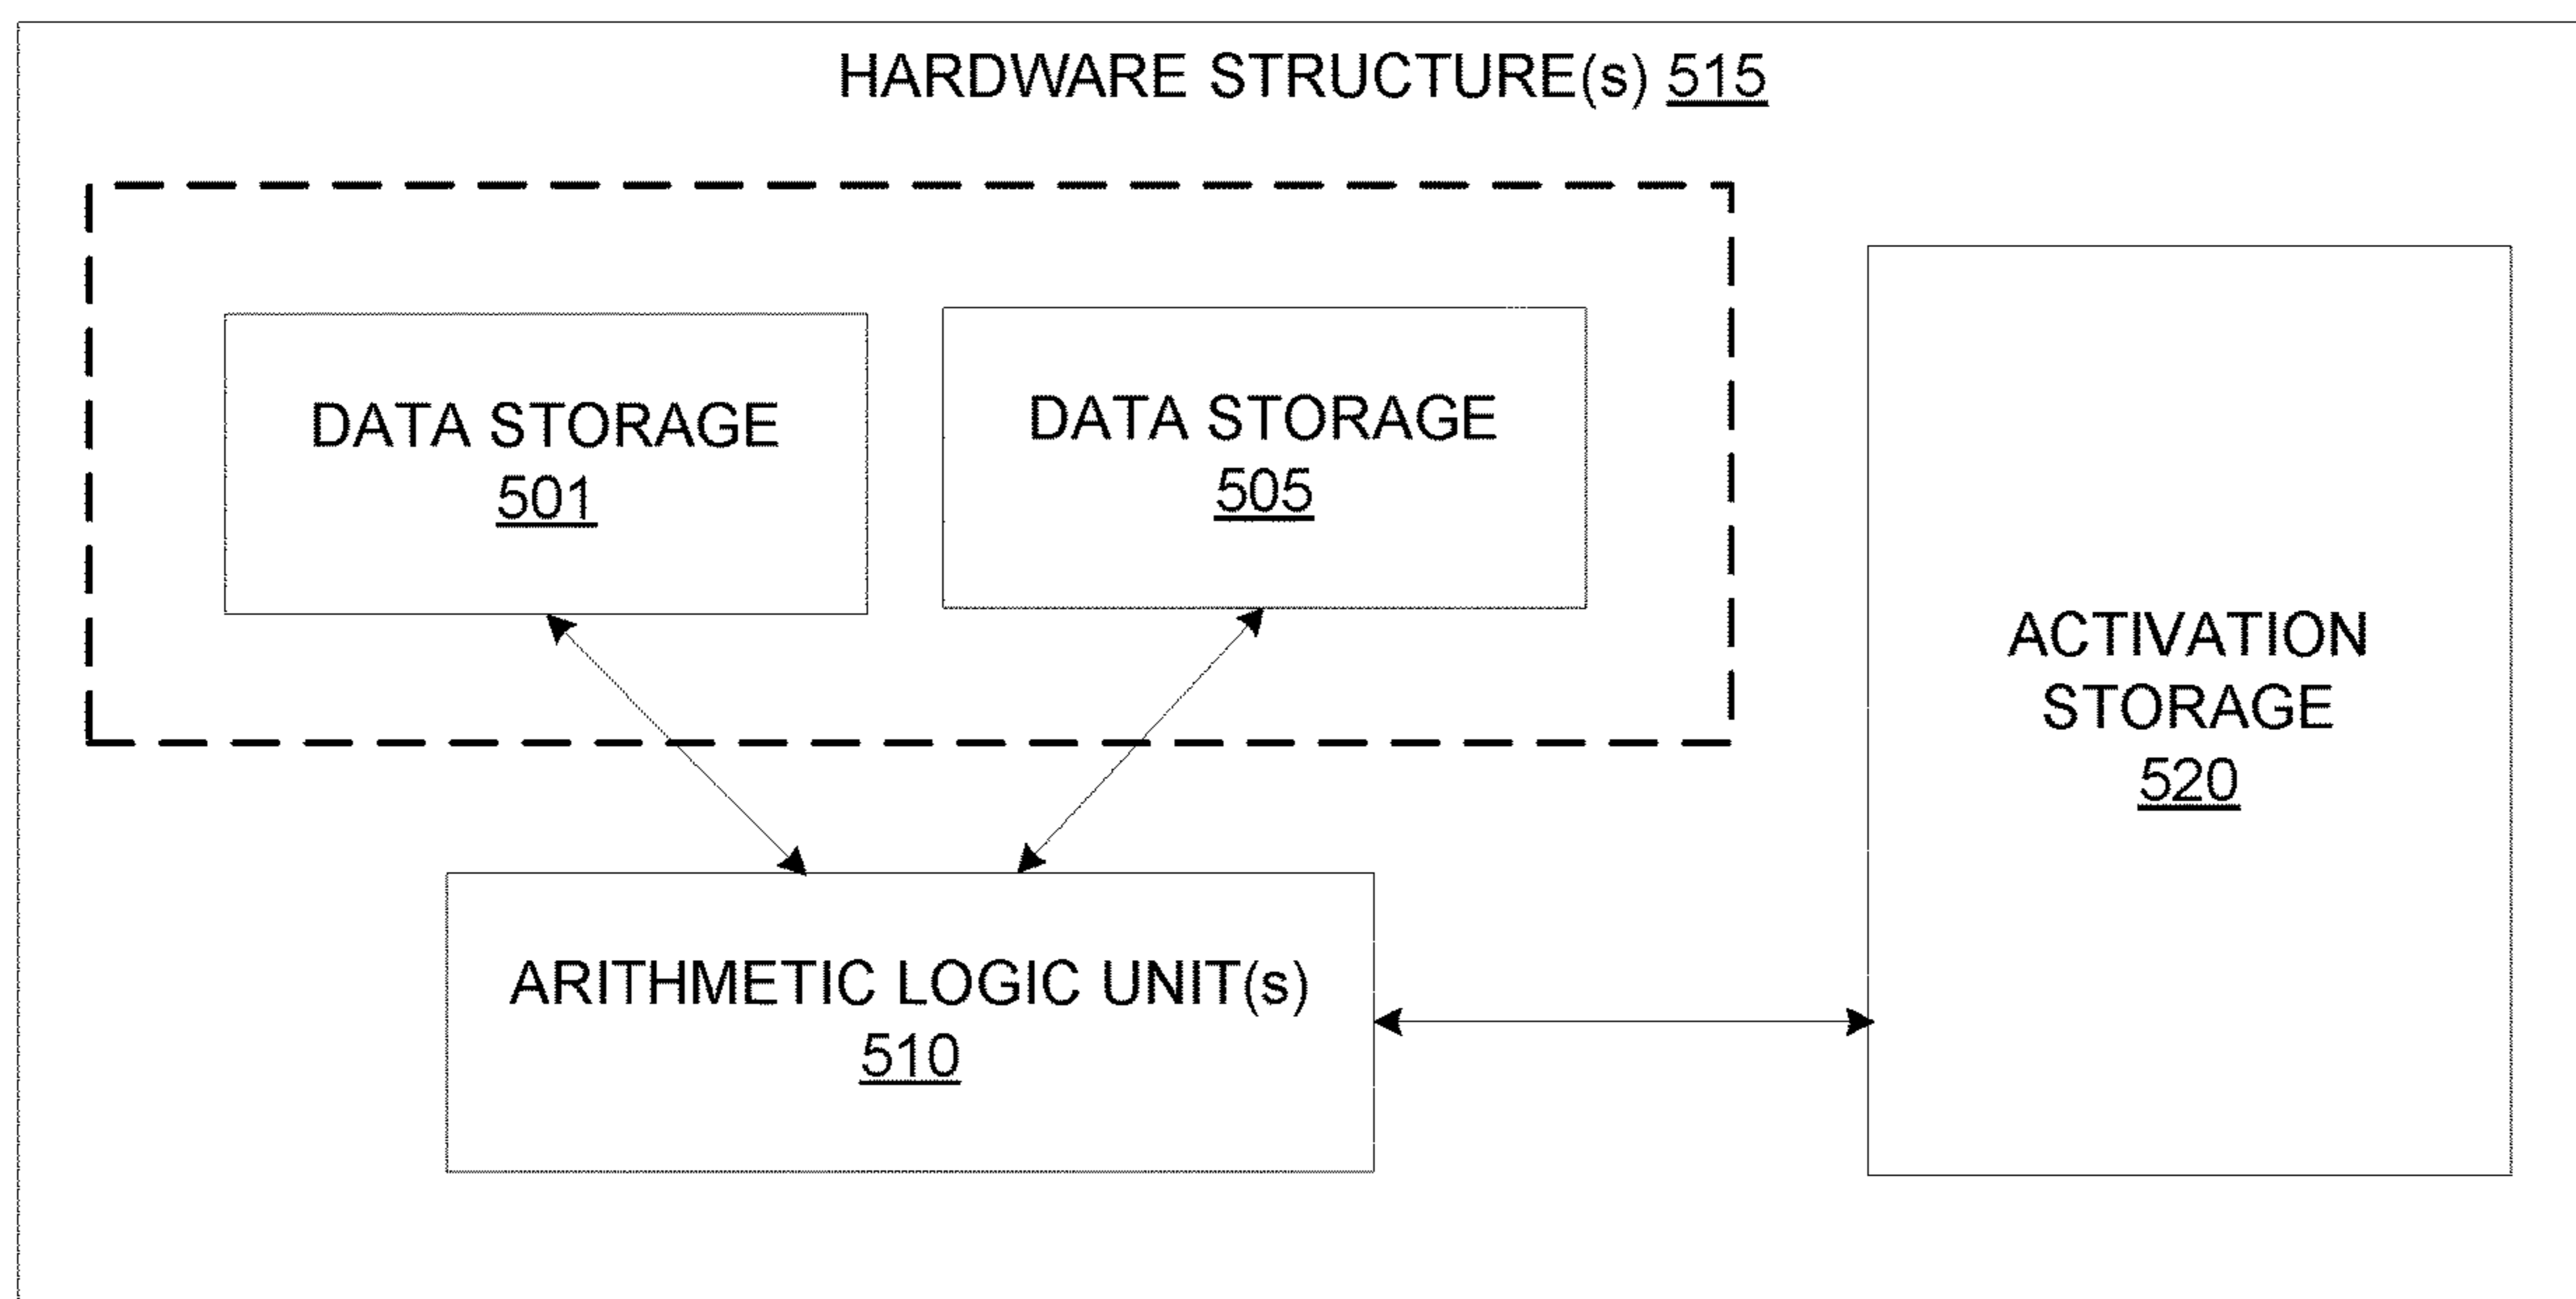 HARDWARE STRUCTURE(s) 515
DATA STORAGE
501
DATA STORAGE
505
ACTIVATION
STORAGE
520
ARITHMETIC LOGIC UNIT(s)
510